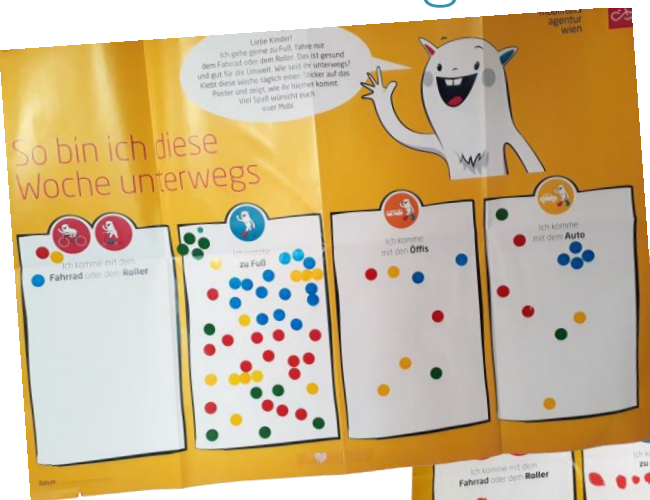 agentur
wien
Liebe Kinder!
Ich gehe gerne zu Fuß, fahre mit
dem Fahrrad oder dem Roller. Das ist gesund
und gut für die Umwelt. Wie seid ihr unterwegs?
Klebt diese Woche täglich einen Sticker auf das
Poster und zeigt, wie ihr hierher kommt.
Viel Spaß wünscht euch
euer Mobi
So bin ich diese
Woche unterwegs
Ich komme mit dem
Fahrrad oder dem Roller
Ich komme
zu Fuß
Ich komme
mit den Öffis
Ich komme
mit dem Auto
Datum
Ich komme mit dem
Fahrrad oder dem Roller
zu